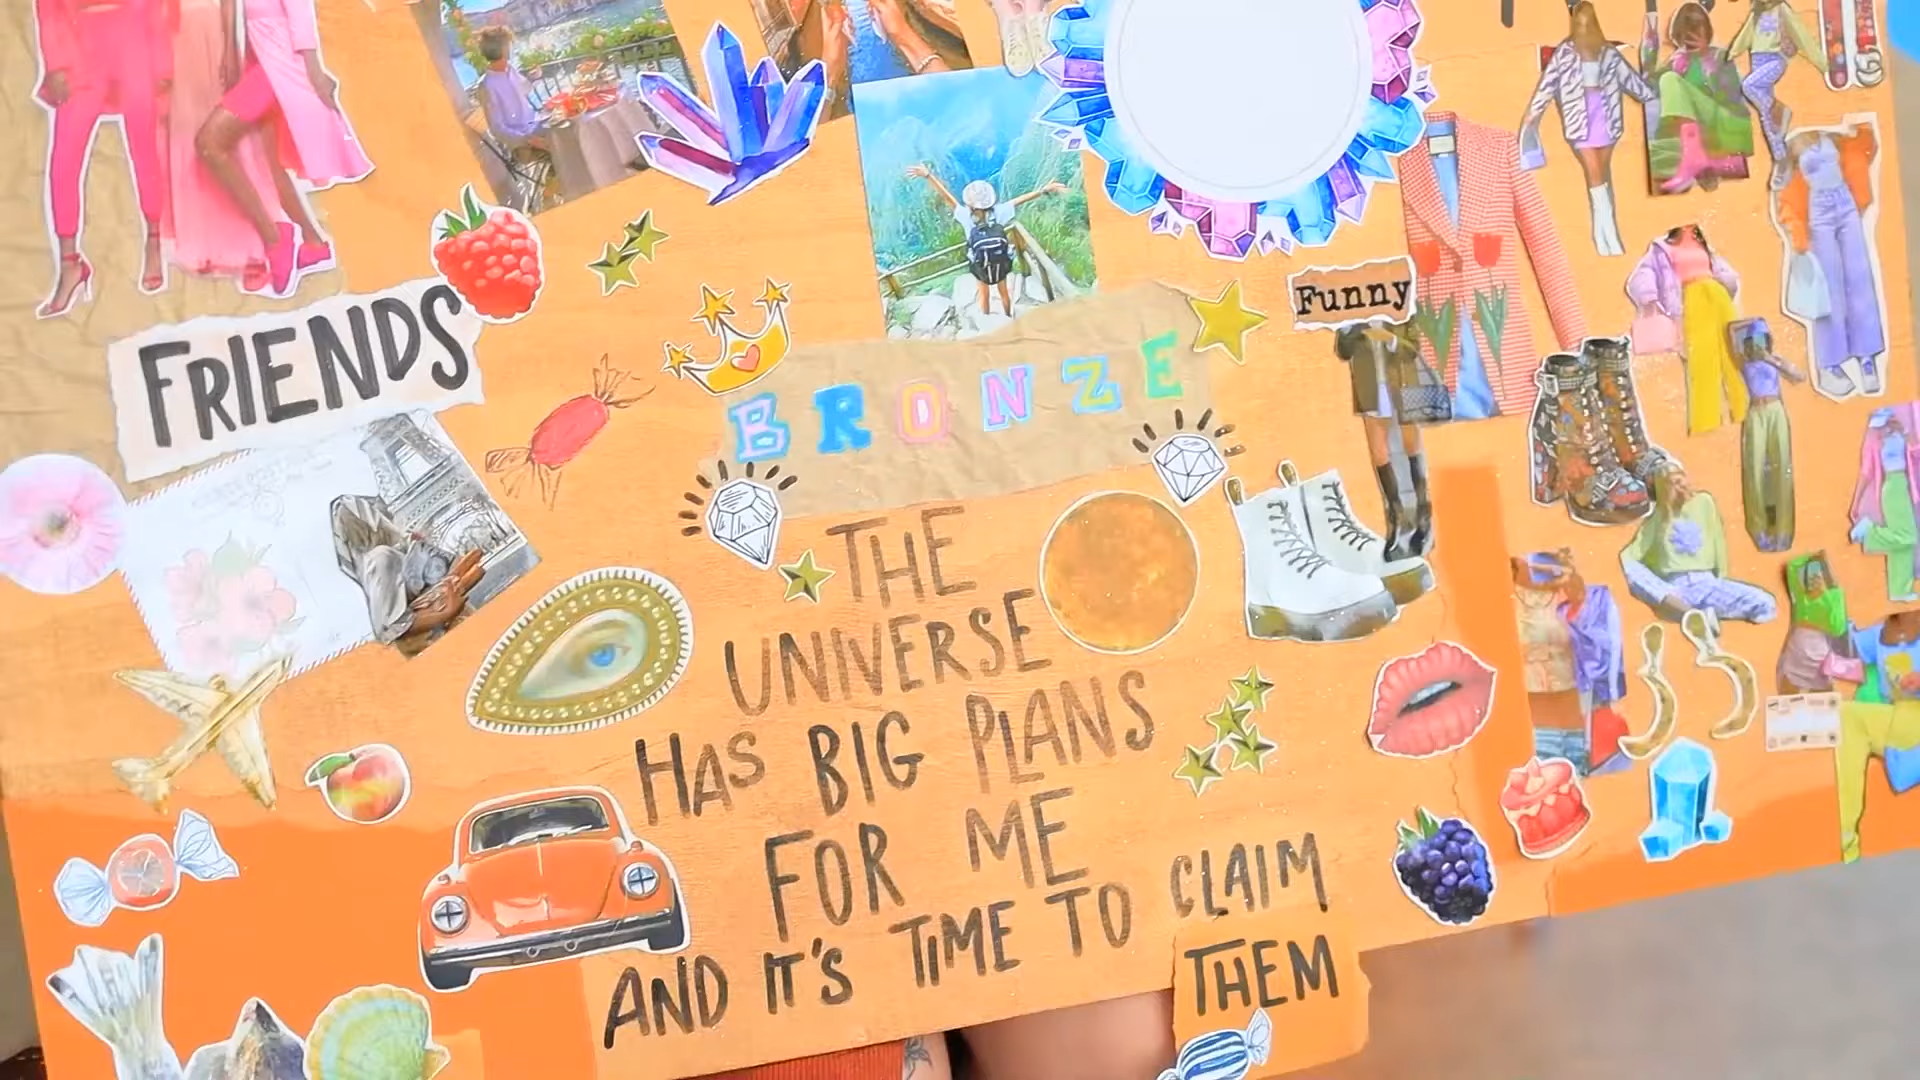 FRIENDS
Funny
BRONZE
THE
UNIVERSE
HAS BIG PLANS
FOR ME
AND IT'S TIME TO CLAIM
THEM